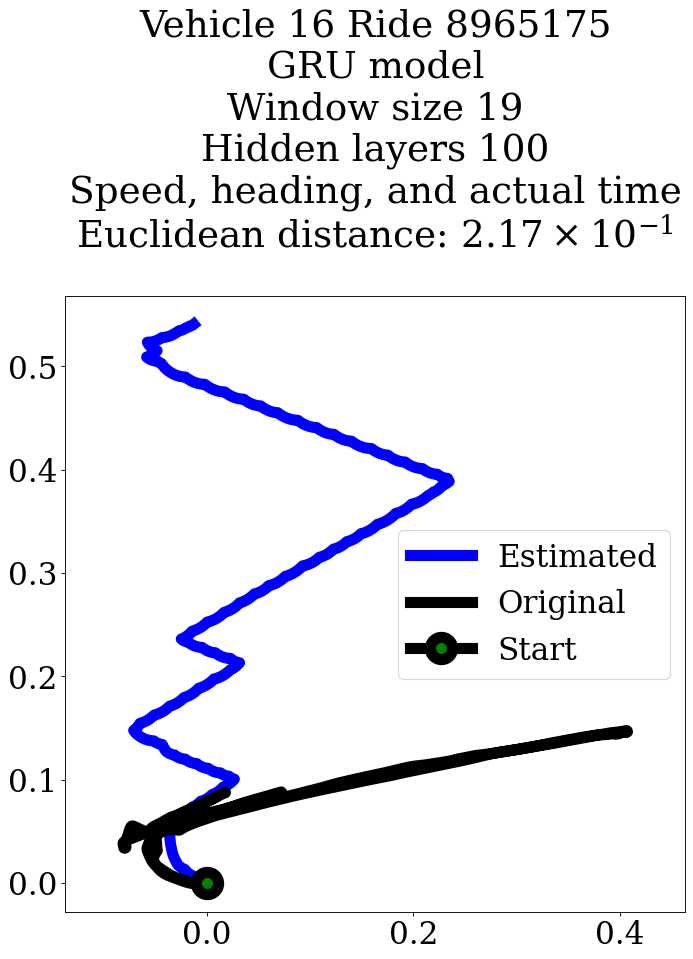 Vehicle 16 Ride 8965175
GRU model
Window size 19
Hidden layers 100
Speed, heading, and actual time
Euclidean distance: 2.17 × 10⁻¹
0.5
0.4
0.3
0.2
0.1
0.0
Estimated
Original
Start
0.0 0.2 0.4